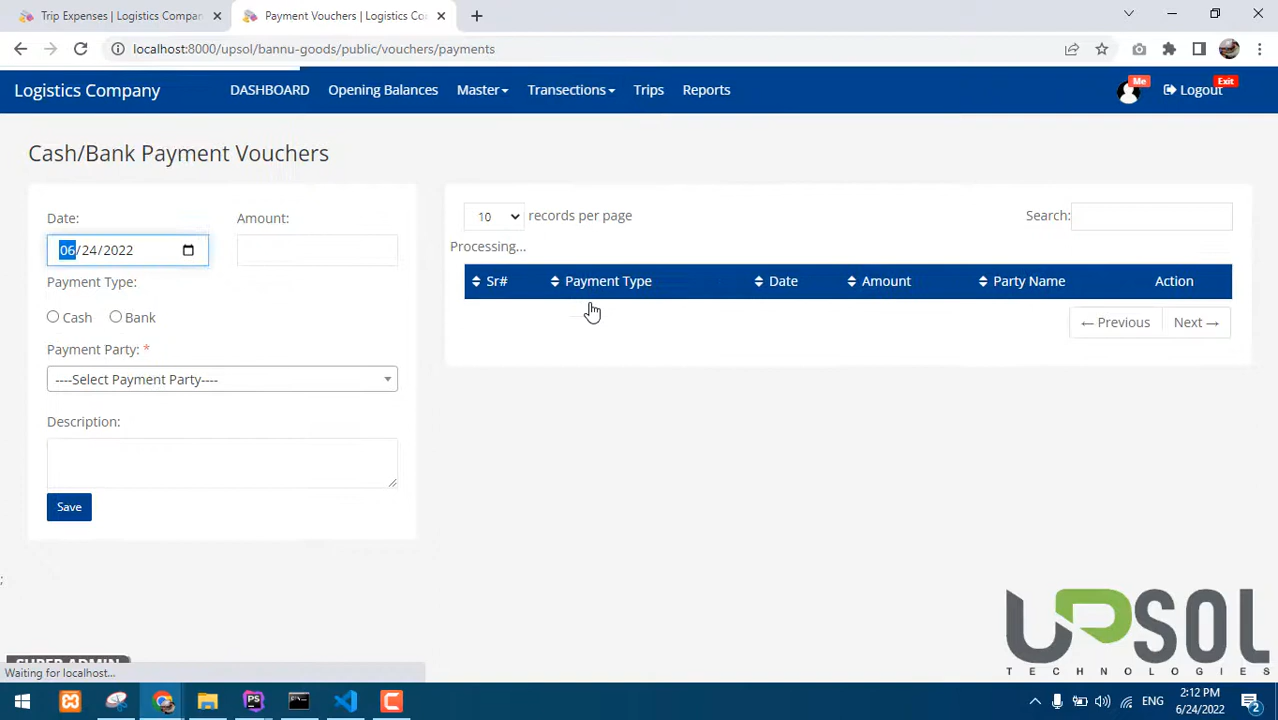 Trip Expenses | Logistics Compan
Payment Vouchers | Logistics Co
localhost:8000/upsol/bannu-goods/public/vouchers/payments
Logistics Company
DASHBOARD
Opening Balances
Master
Transections
Trips
Reports
Me
Logout
Exit
Cash/Bank Payment Vouchers
Date:
Amount:
06/24/2022
Payment Type:
Cash
Bank
Payment Party: *
----Select Payment Party----
Description:
Save
10
records per page
Search:
Processing...
Sr#
Payment Type
Date
Amount
Party Name
Action
← Previous
Next →
;
SUPER ADMIN
Waiting for localhost...
UPSOL
TECHNOLOGIES
PS
ENG
2:12 PM
6/24/2022
2